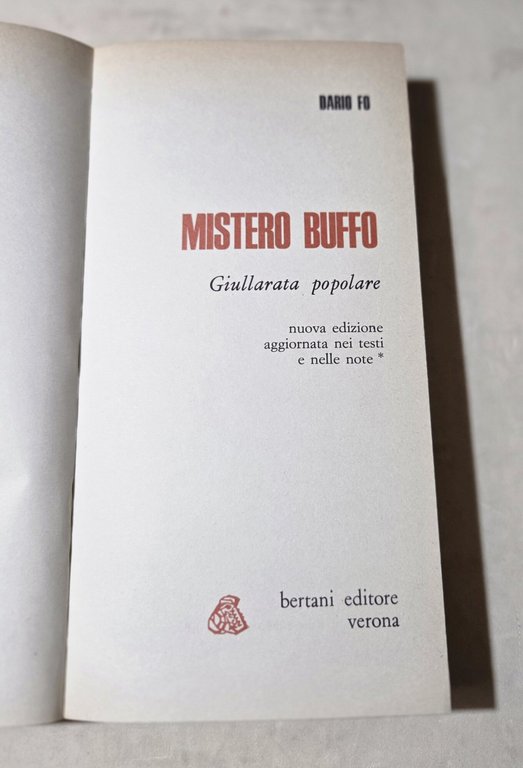 DARIO FO
MISTERO BUFFO
Giullarata popolare
nuova edizione
aggiornata nei testi
e nelle note *
bertani editore
verona